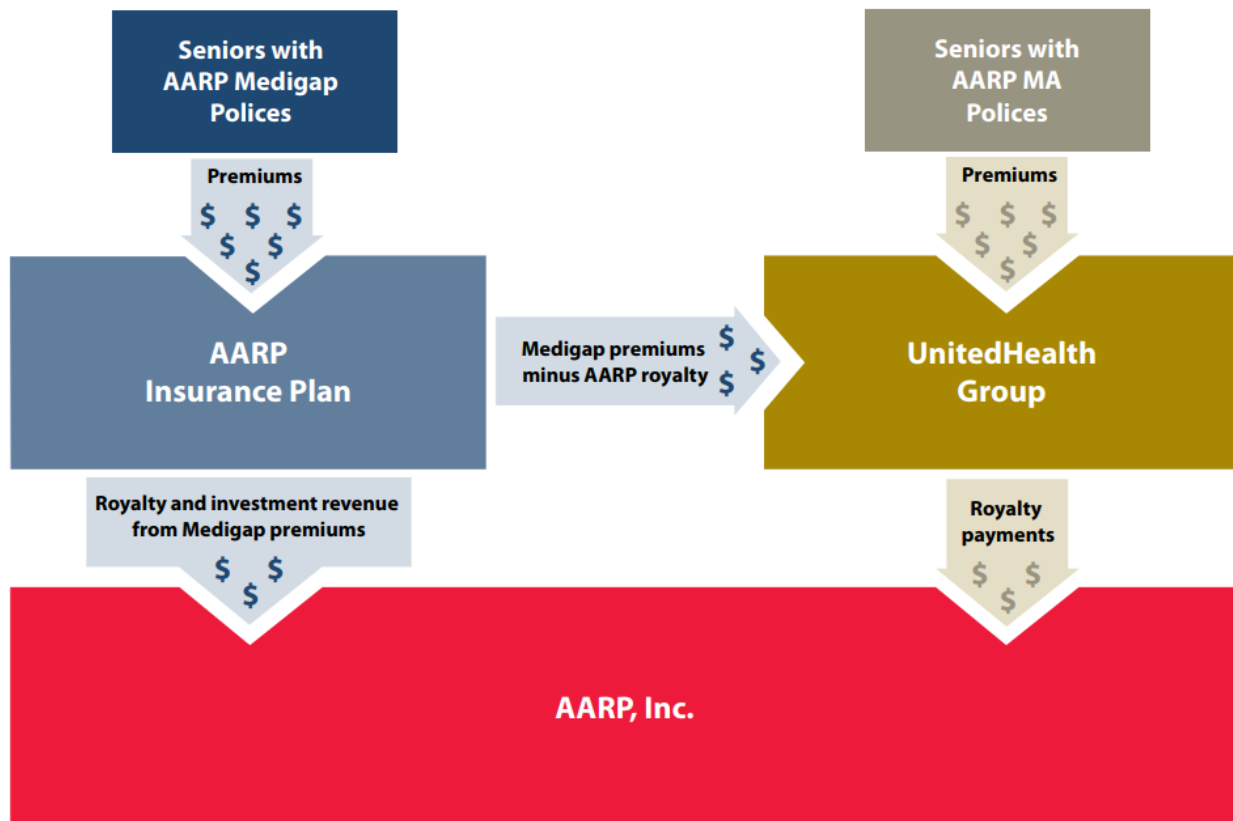 Seniors with
AARP Medigap
Polices
Seniors with
AARP MA
Polices
Premiums
$ $ $
$ $
$
Premiums
$ $ $
$ $
$
AARP
Insurance Plan
Medigap premiums
minus AARP royalty
$
$
$
UnitedHealth
Group
Royalty and investment revenue
from Medigap premiums
$ $
$
Royalty
payments
$ $
$
AARP, Inc.